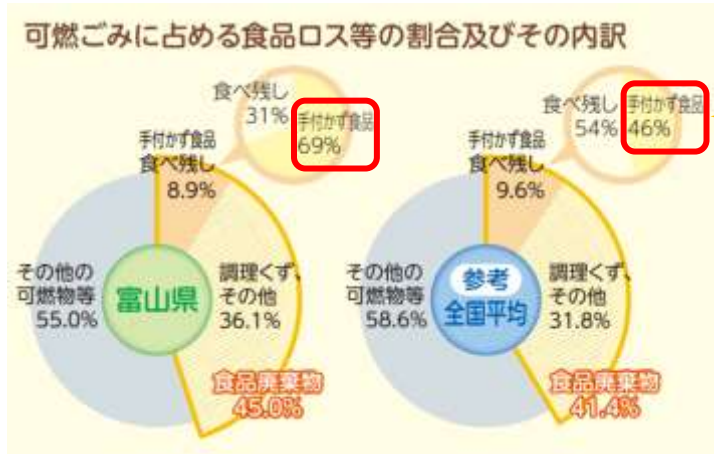 可燃ごみに占める食品ロス等の割合及びその内訳
食べ残し
31%
手付かず食品
69%
手付かず食品
食べ残し
8.9%
その他の
可燃物等
55.0%
富山県
調理くず、
その他
36.1%
食品廃棄物
45.0%
食べ残し
54%
手付かず食品
46%
手付かず食品
食べ残し
9.6%
その他の
可燃物等
58.6%
参考
全国平均
調理くず、
その他
31.8%
食品廃棄物
41.4%